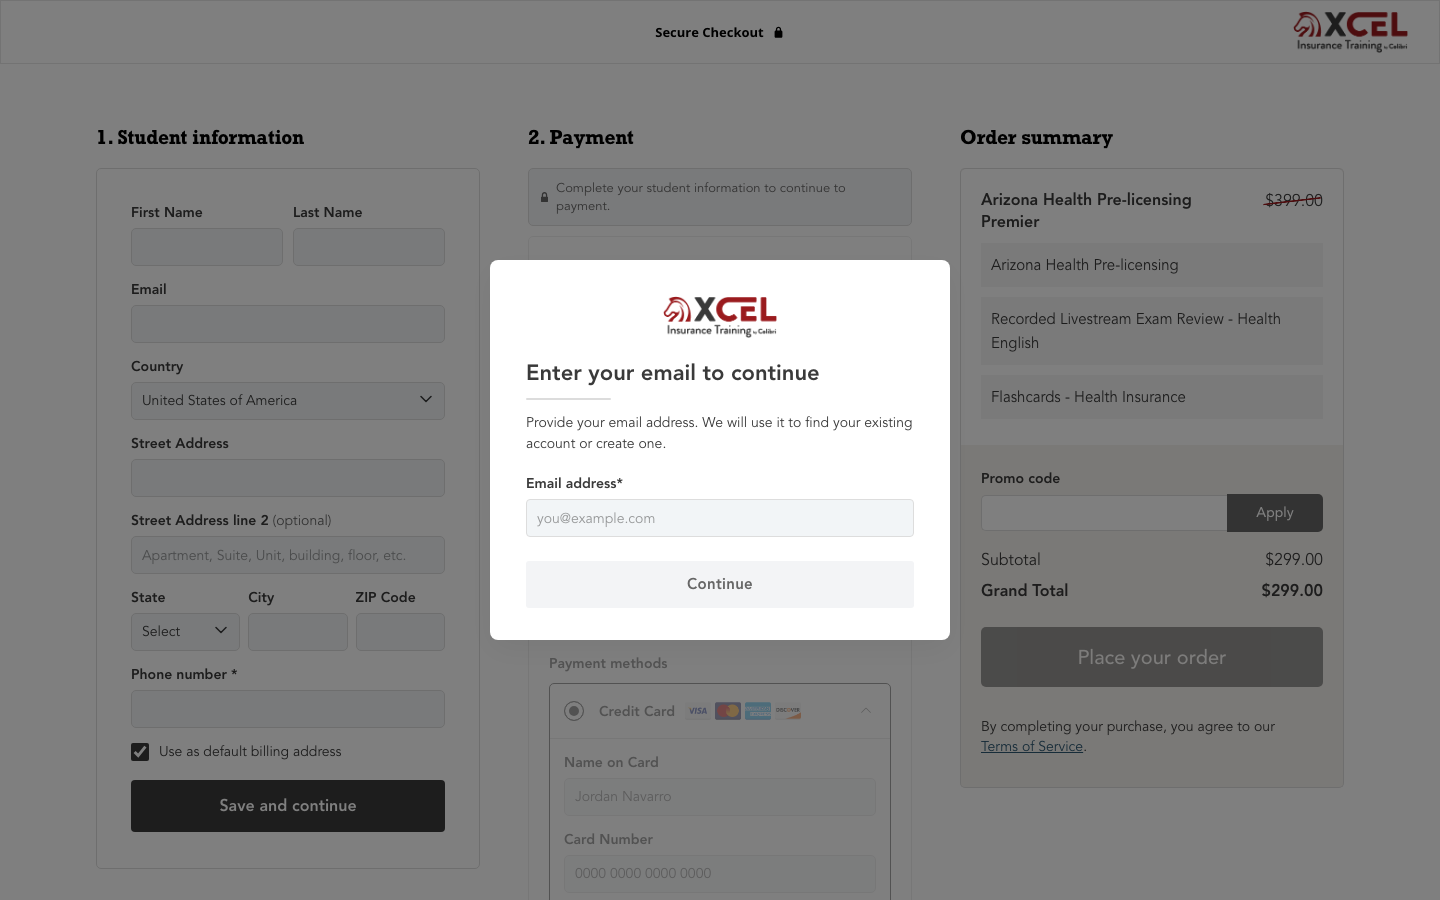 Secure Checkout
XCEL
Insurance Training by Calibri
1. Student information
First Name
Last Name
Email
Country
United States of America
Street Address
Street Address line 2 (optional)
Apartment, Suite, Unit, building, floor, etc.
State
City
ZIP Code
Select
Phone number *
Use as default billing address
Save and continue
2. Payment
Complete your student information to continue to
payment.
XCEL
Insurance Training by Calibri
Enter your email to continue
Provide your email address. We will use it to find your existing
account or create one.
Email address*
you@example.com
Continue
Payment methods
Credit Card
VISA
DISCOVER
Name on Card
Jordan Navarro
Card Number
0000 0000 0000 0000
Order summary
Arizona Health Pre-licensing
Premier
$399.00
Arizona Health Pre-licensing
Recorded Livestream Exam Review - Health
English
Flashcards - Health Insurance
Promo code
Apply
Subtotal
$299.00
Grand Total
$299.00
Place your order
By completing your purchase, you agree to our
Terms of Service.